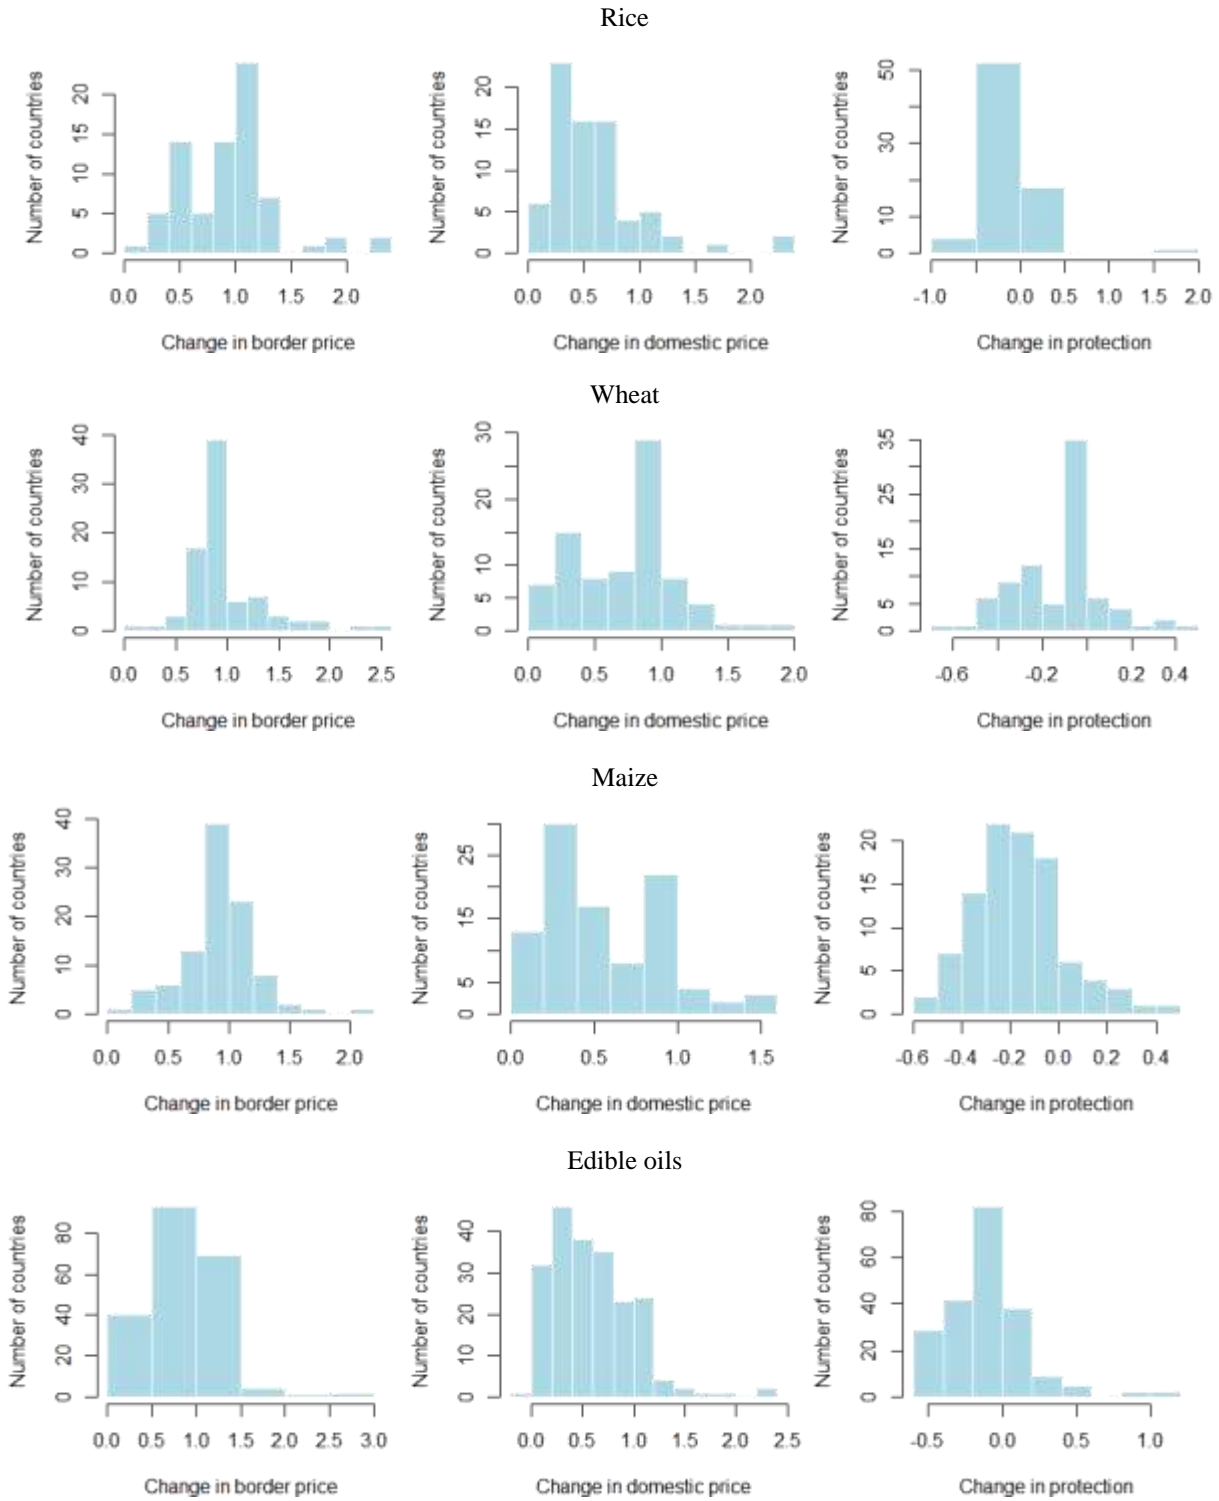 Rice
Number of countries
0 5 10 15 20
0.0 0.5 1.0 1.5 2.0
Change in border price
Number of countries
0 5 10 15 20
0.0 0.5 1.0 1.5 2.0
Change in domestic price
Number of countries
0 10 30 50
-1.0 0.0 0.5 1.0 1.5 2.0
Change in protection
Wheat
Number of countries
0 10 20 30 40
0.0 0.5 1.0 1.5 2.0 2.5
Change in border price
Number of countries
0 5 10 20 30
0.0 0.5 1.0 1.5 2.0
Change in domestic price
Number of countries
0 5 15 25 35
-0.6 -0.2 0.2 0.4
Change in protection
Maize
Number of countries
0 10 20 30 40
0.0 0.5 1.0 1.5 2.0
Change in border price
Number of countries
0 5 15 25
0.0 0.5 1.0 1.5
Change in domestic price
Number of countries
0 5 10 15 20
-0.6 -0.4 -0.2 0.0 0.2 0.4
Change in protection
Edible oils
Number of countries
0 20 40 60 80
0.0 0.5 1.0 1.5 2.0 2.5 3.0
Change in border price
Number of countries
0 10 20 30 40
0.0 0.5 1.0 1.5 2.0 2.5
Change in domestic price
Number of countries
0 20 40 60 80
-0.5 0.0 0.5 1.0
Change in protection